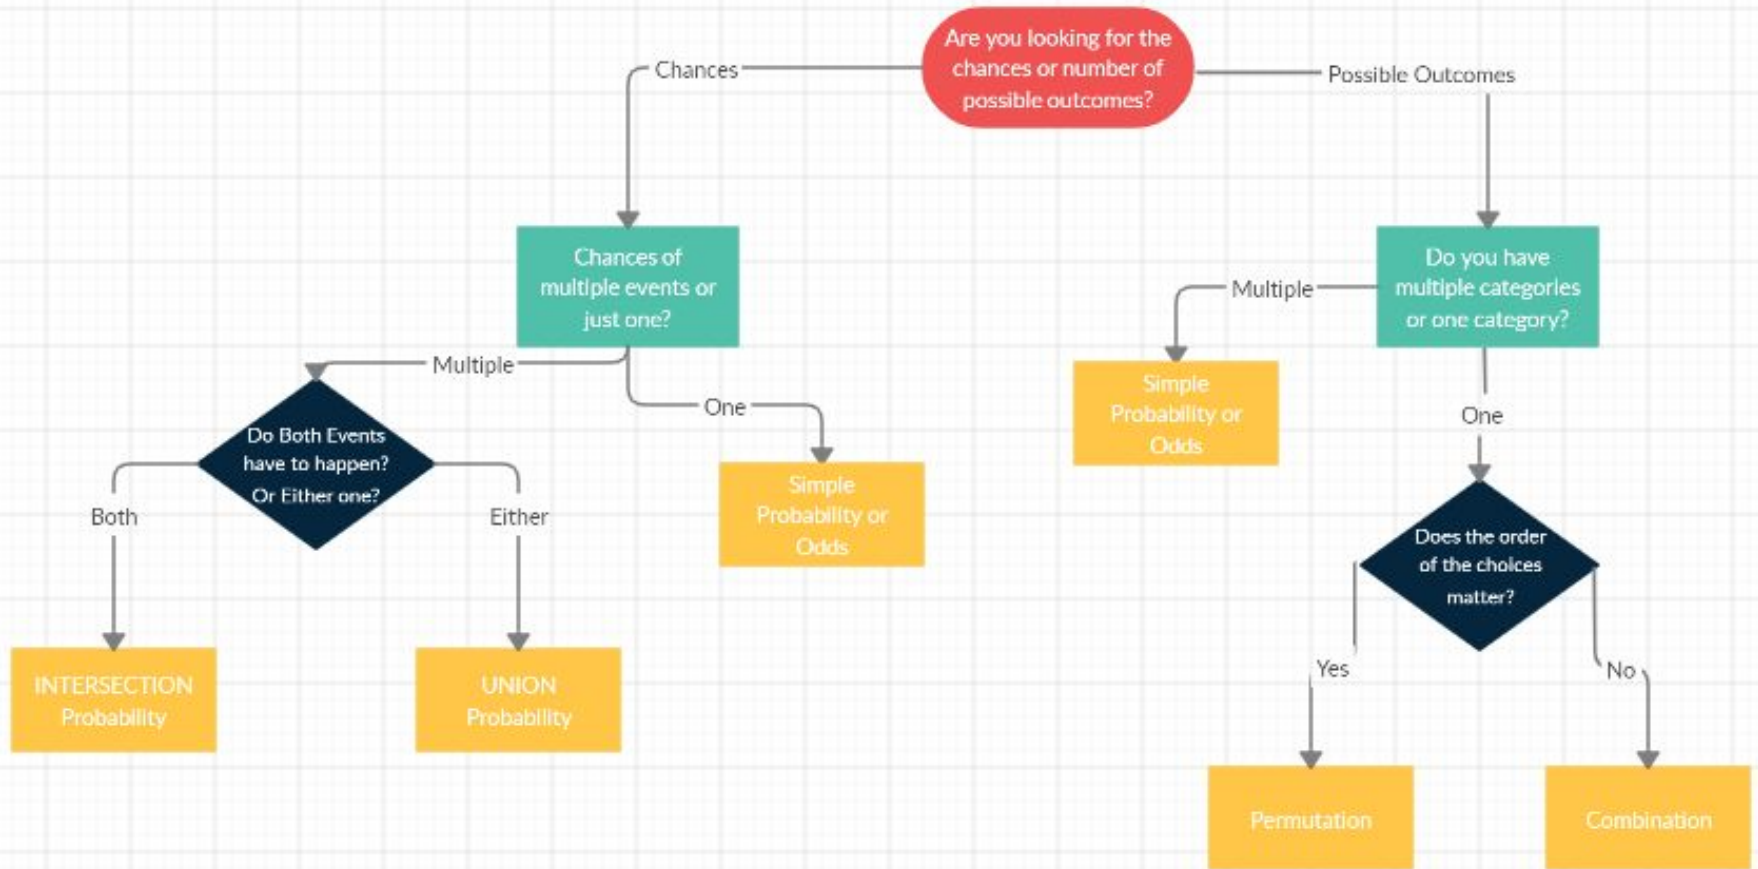 Are you looking for the
chances or number of
possible outcomes?
Chances
Possible Outcomes
Chances of
multiple events or
just one?
Do you have
multiple categories
or one category?
Multiple
One
Multiple
One
Do Both Events
have to happen?
Or Either one?
Simple
Probability or
Odds
Simple
Probability or
Odds
Both
Either
Does the order
of the choices
matter?
INTERSECTION
Probability
UNION
Probability
Yes
No
Permutation
Combination